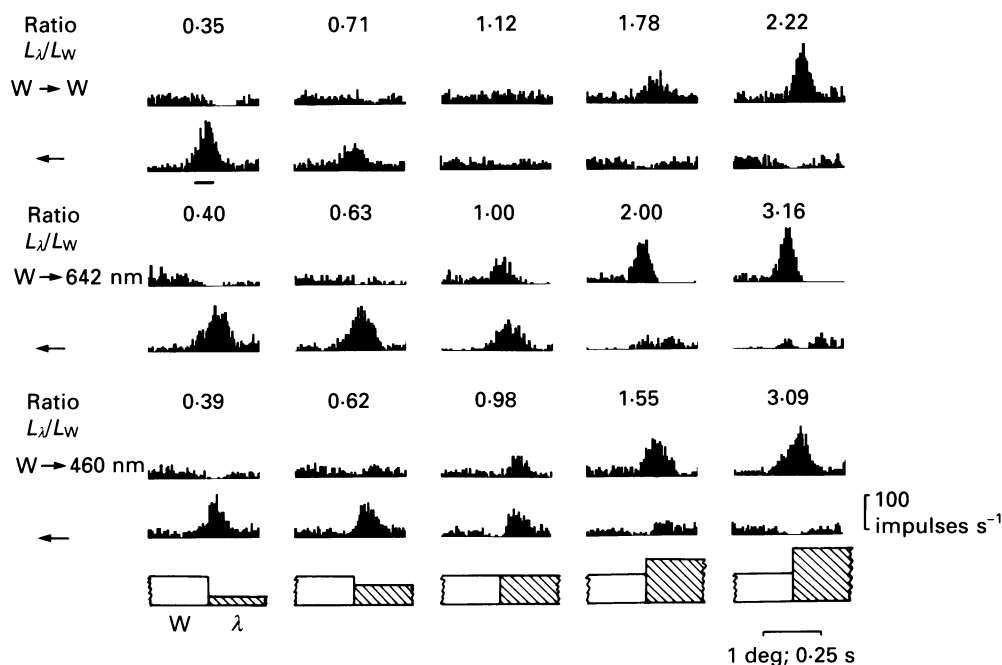 Ratio 0·35 0·71 1·12 1·78 2·22
Lλ/LW
W → W
←
Ratio 0·40 0·63 1·00 2·00 3·16
Lλ/LW
W → 642 nm
←
Ratio 0·39 0·62 0·98 1·55 3·09
Lλ/LW
W → 460 nm
←
100
impulses s⁻¹
W λ
1 deg; 0·25 s